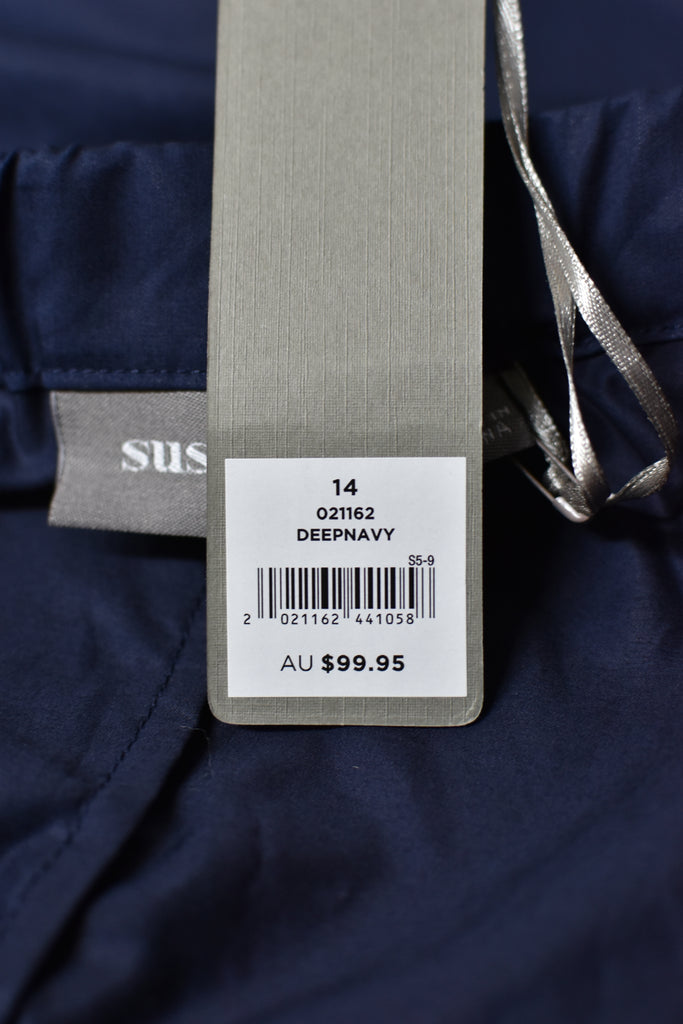 sus
14
021162
DEEPNAVY
S5-9
2 021162 441058
AU $99.95